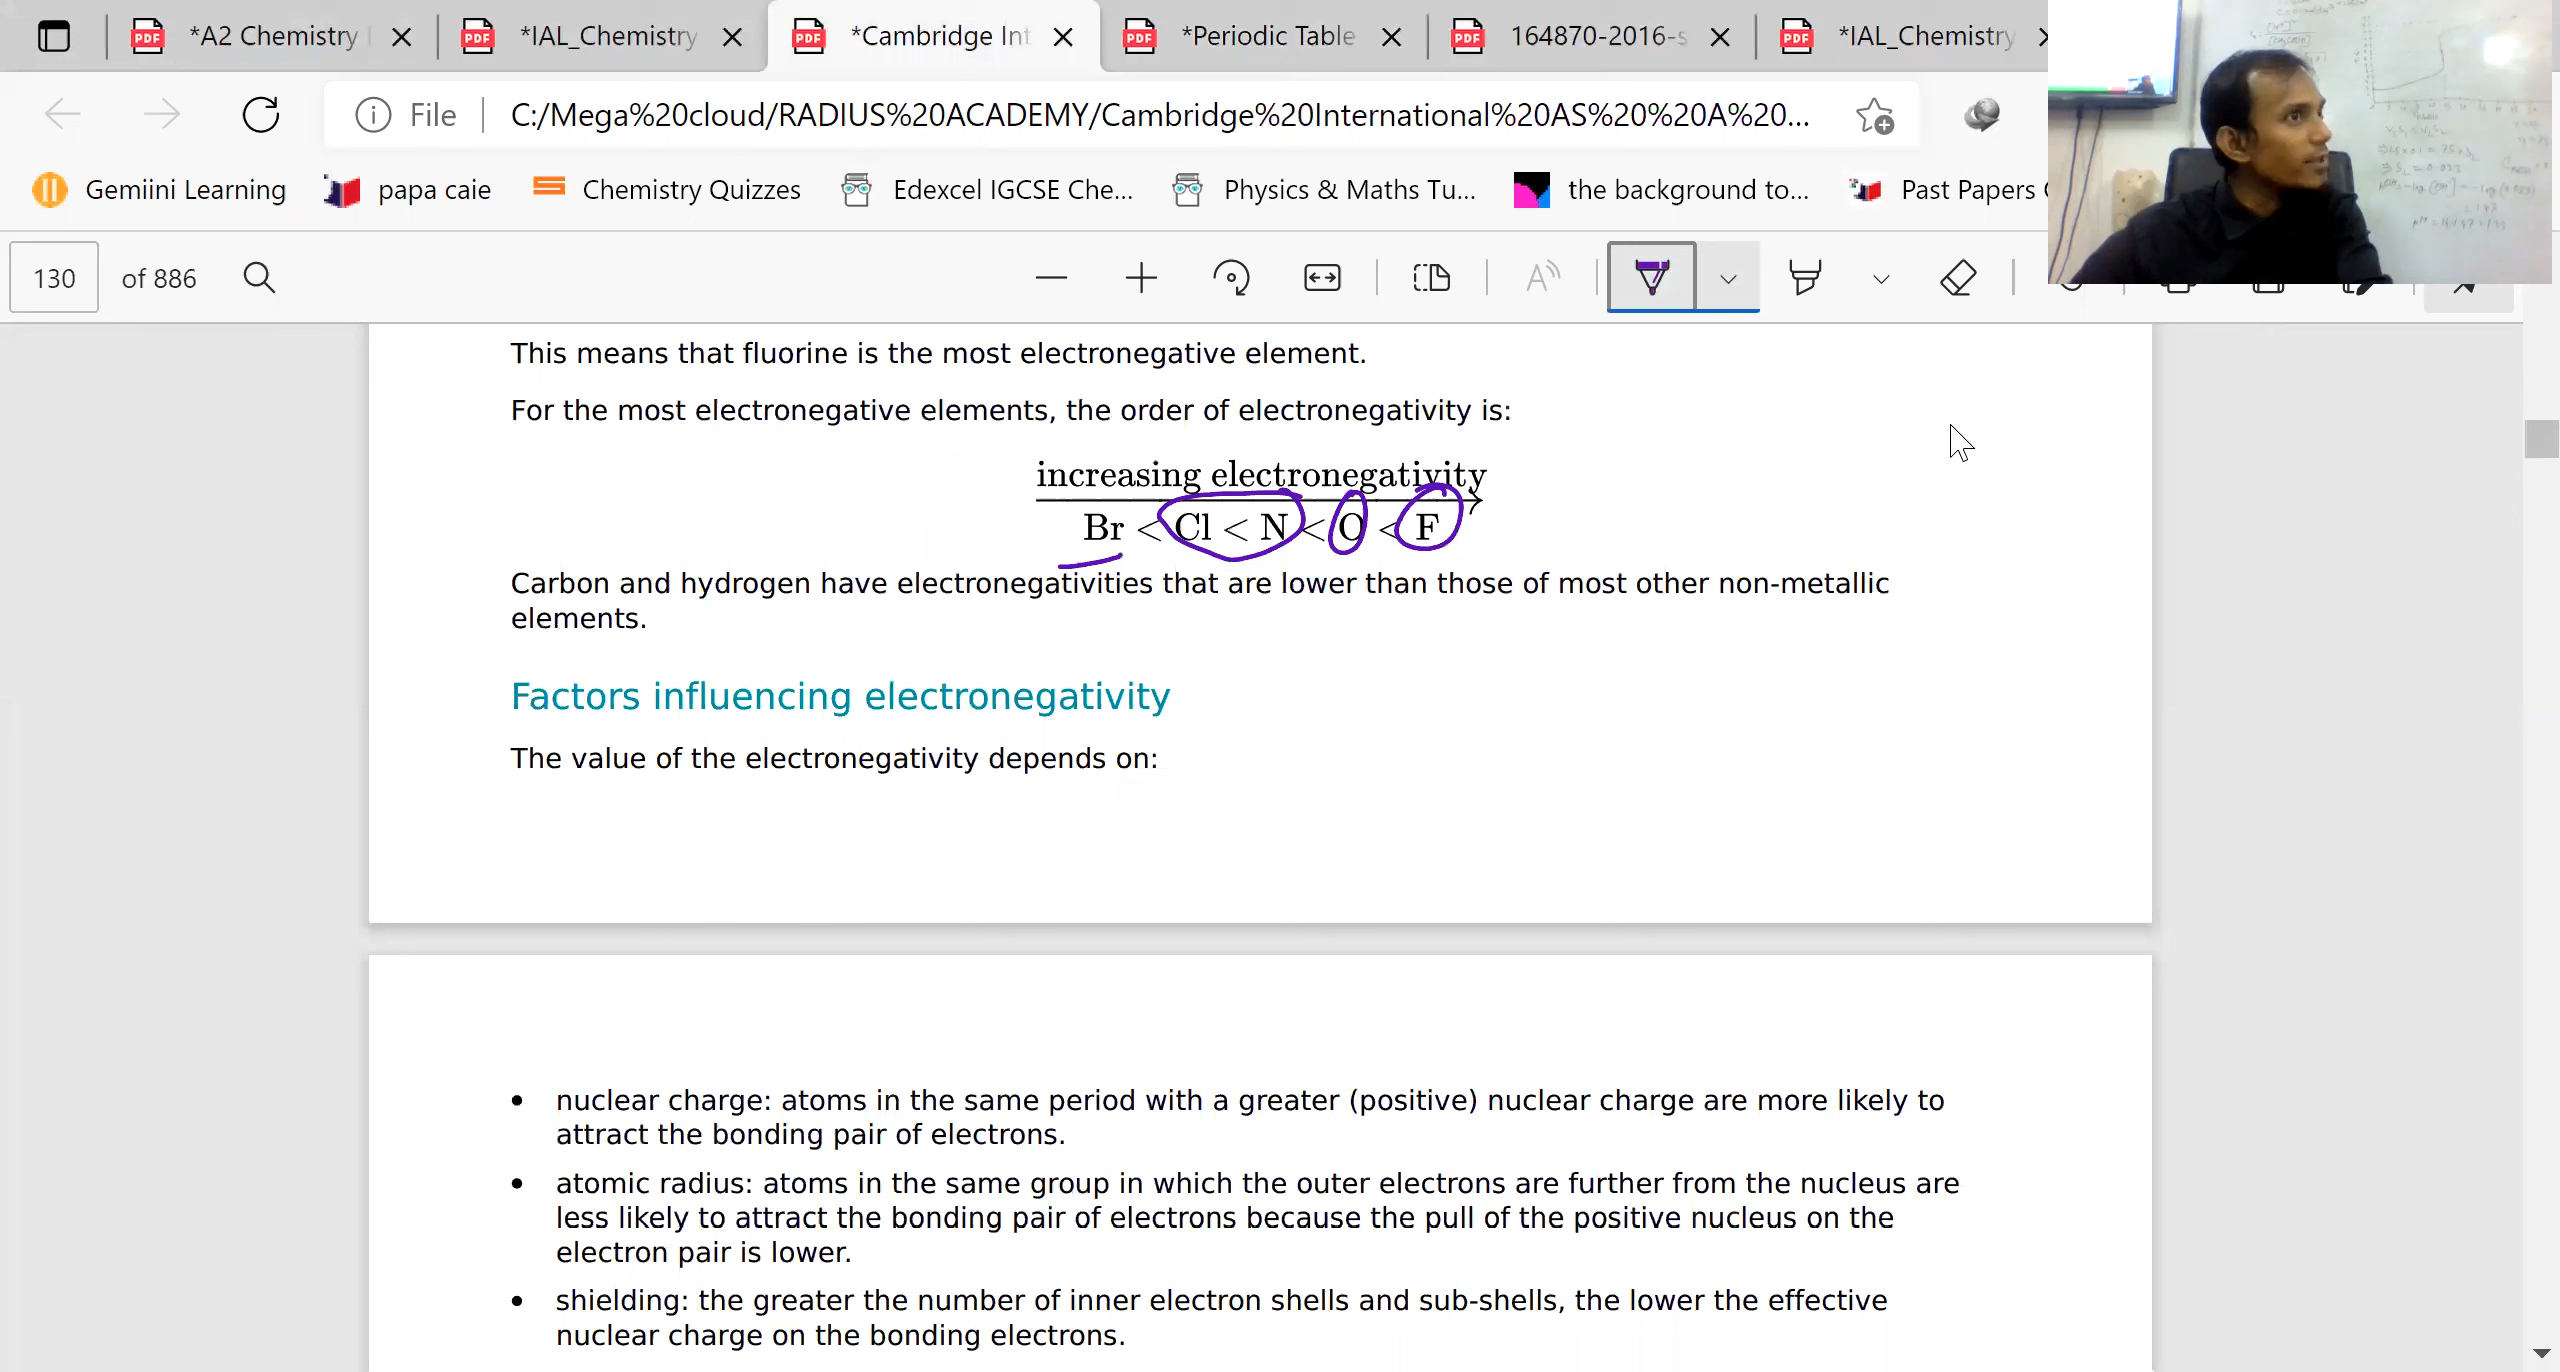 *A2 Chemistry
*IAL_Chemistry
*Cambridge Int
*Periodic Table
164870-2016-s
*IAL_Chemistry
File
C:/Mega%20cloud/RADIUS%20ACADEMY/Cambridge%20International%20AS%20%20A%20...
Gemiini Learning
papa caie
Chemistry Quizzes
Edexcel IGCSE Che...
Physics & Maths Tu...
the background to...
Past Papers
130 of 886
This means that fluorine is the most electronegative element.
For the most electronegative elements, the order of electronegativity is:
increasing electronegativity
Br < Cl < N < O < F
Carbon and hydrogen have electronegativities that are lower than those of most other non-metallic
elements.
Factors influencing electronegativity
The value of the electronegativity depends on:
• nuclear charge: atoms in the same period with a greater (positive) nuclear charge are more likely to
attract the bonding pair of electrons.
• atomic radius: atoms in the same group in which the outer electrons are further from the nucleus are
less likely to attract the bonding pair of electrons because the pull of the positive nucleus on the
electron pair is lower.
• shielding: the greater the number of inner electron shells and sub-shells, the lower the effective
nuclear charge on the bonding electrons.